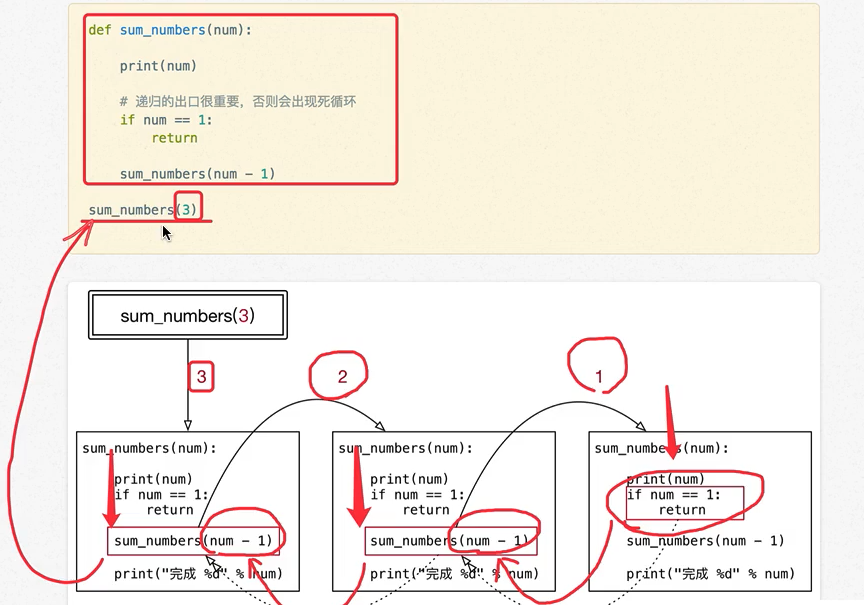 def sum_numbers(num):
print(num)
# 递归的出口很重要，否则会出现死循环
if num == 1:
return
sum_numbers(num - 1)
sum_numbers(3)
sum_numbers(3)
3
2
1
sum_numbers(num):
print(num)
if num == 1:
return
sum_numbers(num - 1)
print("完成 %d" % num)
sum_numbers(num):
print(num)
if num == 1:
return
sum_numbers(num - 1)
print("完成 %d" % num)
sum_numbers(num):
print(num)
if num == 1:
return
sum_numbers(num - 1)
print("完成 %d" % num)